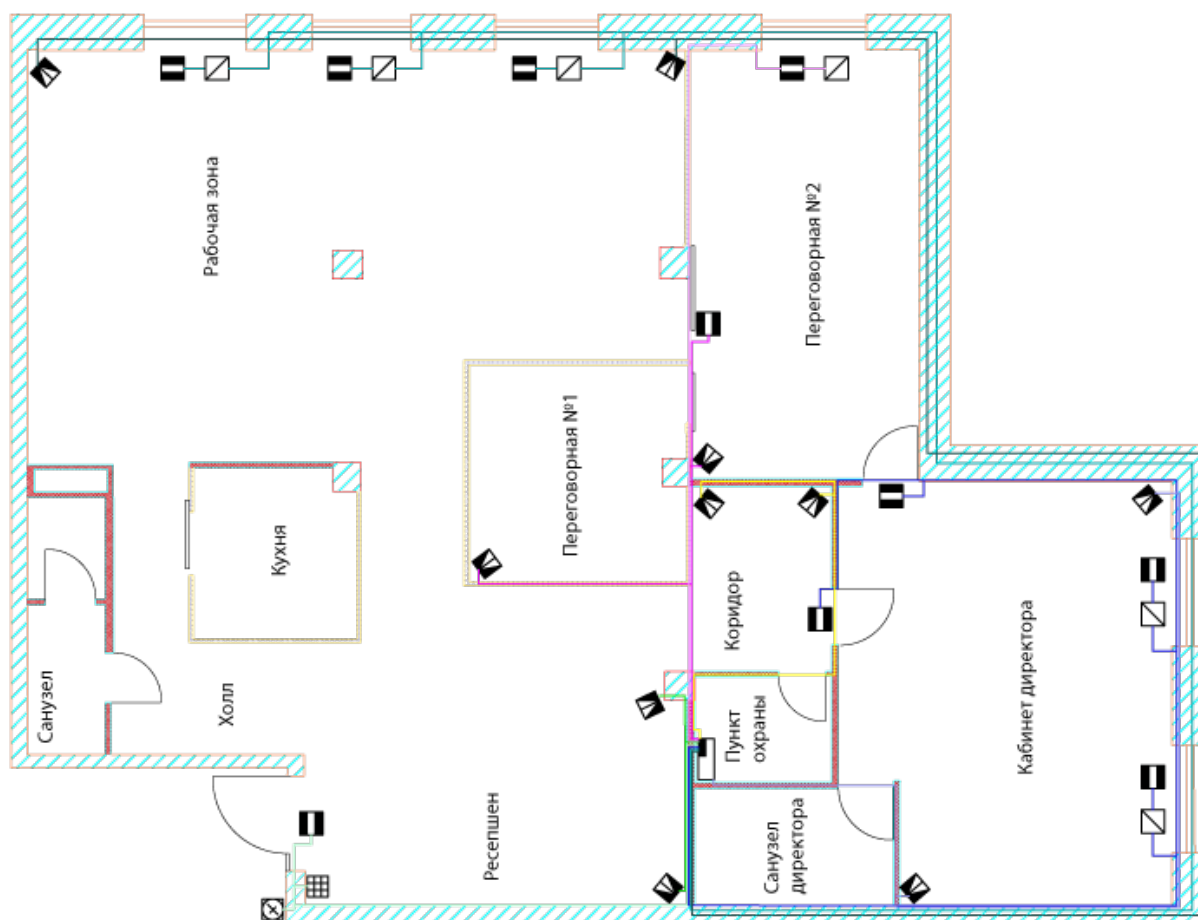 Рабочая зона
Переговорная №2
Переговорная №1
Кухня
Коридор
Санузел
Холл
Пункт
охраны
Кабинет директора
Ресепшен
Санузел
директора